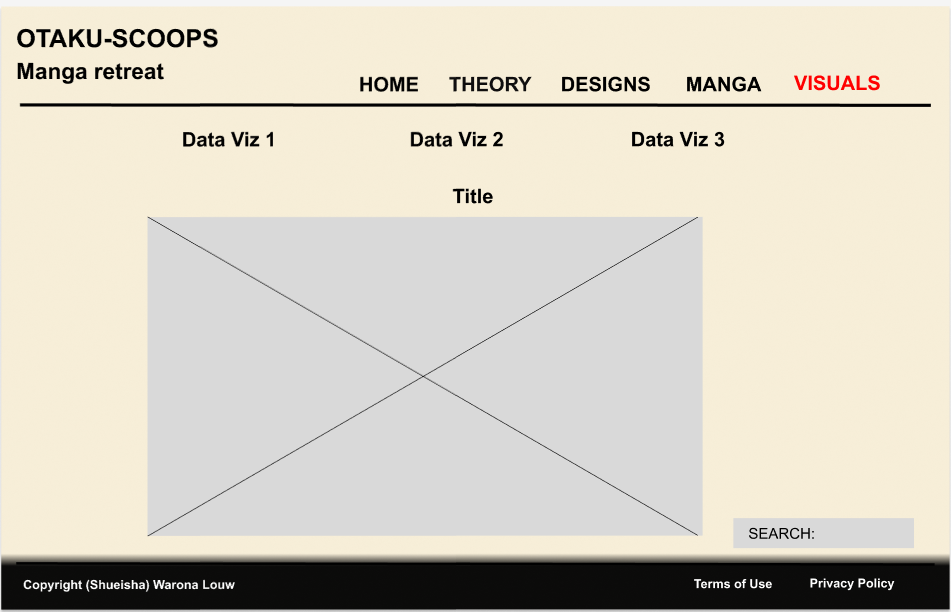 OTAKU-SCOOPS
Manga retreat
HOME THEORY DESIGNS MANGA VISUALS
Data Viz 1 Data Viz 2 Data Viz 3
Title
SEARCH:
Copyright (Shueisha) Warona Louw Terms of Use Privacy Policy